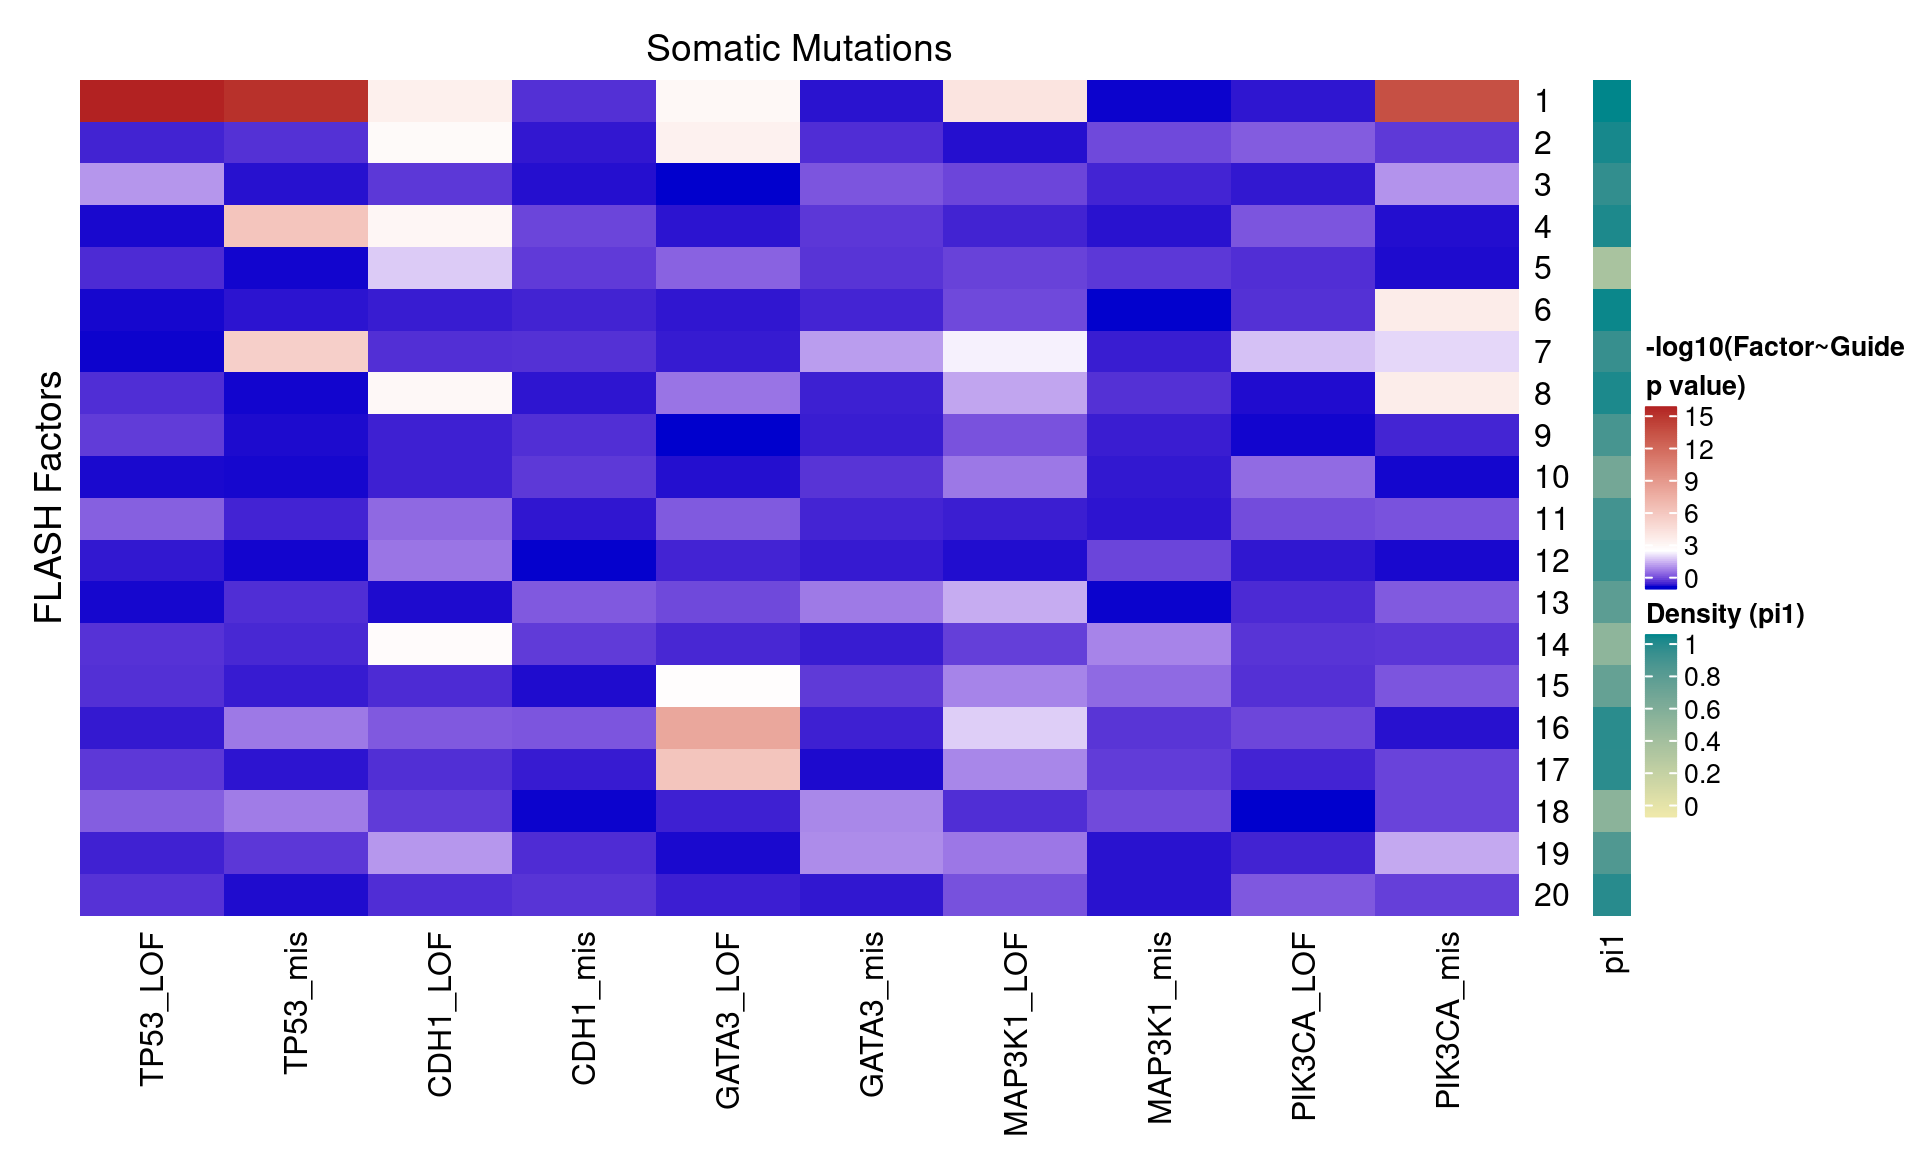 Somatic Mutations
FLASH Factors
1
2
3
4
5
6
7
8
9
10
11
12
13
14
15
16
17
18
19
20
TP53_LOF
TP53_mis
CDH1_LOF
CDH1_mis
GATA3_LOF
GATA3_mis
MAP3K1_LOF
MAP3K1_mis
PIK3CA_LOF
PIK3CA_mis
pi1
-log10(Factor~Guide
p value)
15
12
9
6
3
0
Density (pi1)
1
0.8
0.6
0.4
0.2
0